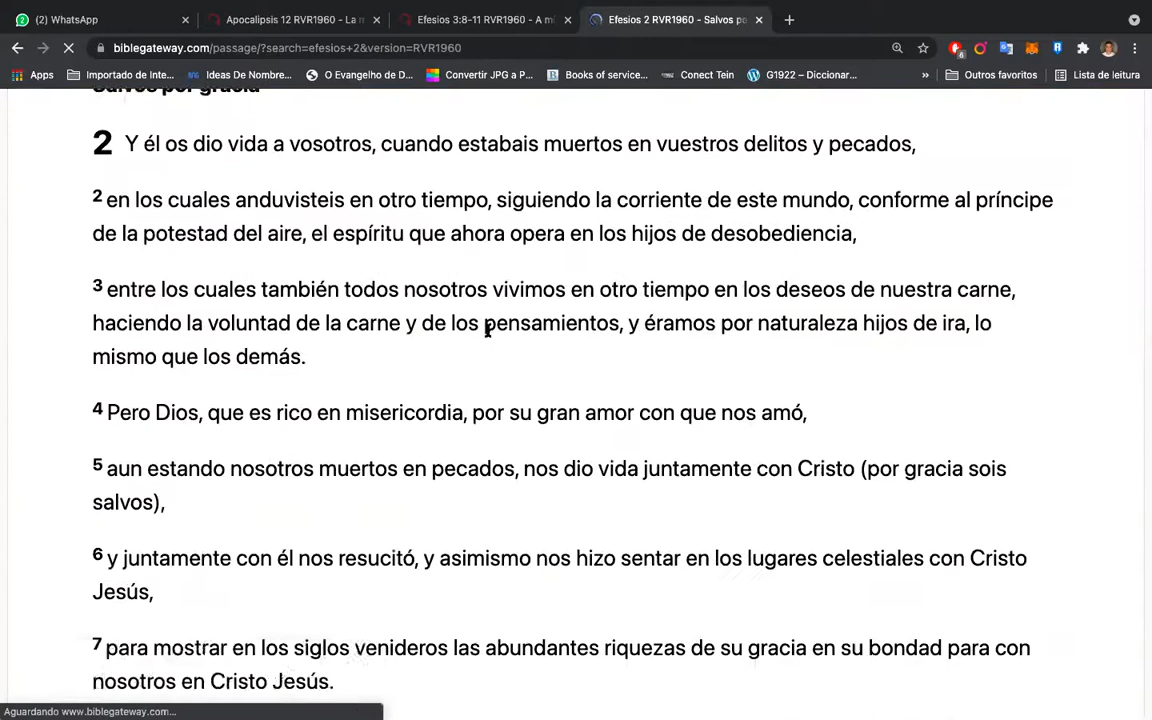 (2) WhatsApp
Apocalipsis 12 RVR1960 - La m
Efesios 3:8-11 RVR1960 - A mí
Efesios 2 RVR1960 - Salvos po
biblegateway.com/passage/?search=efesios+2&version=RVR1960
Apps
Importado de Inte...
Ideas De Nombre...
O Evangelho de D...
Convertir JPG a P...
Books of service...
Conect Tein
G1922 – Diccionar...
»
Outros favoritos
Lista de leitura
Salvos por gracia
2 Y él os dio vida a vosotros, cuando estabais muertos en vuestros delitos y pecados,
2 en los cuales anduvisteis en otro tiempo, siguiendo la corriente de este mundo, conforme al príncipe
de la potestad del aire, el espíritu que ahora opera en los hijos de desobediencia,
3 entre los cuales también todos nosotros vivimos en otro tiempo en los deseos de nuestra carne,
haciendo la voluntad de la carne y de los pensamientos, y éramos por naturaleza hijos de ira, lo
mismo que los demás.
4 Pero Dios, que es rico en misericordia, por su gran amor con que nos amó,
5 aun estando nosotros muertos en pecados, nos dio vida juntamente con Cristo (por gracia sois
salvos),
6 y juntamente con él nos resucitó, y asimismo nos hizo sentar en los lugares celestiales con Cristo
Jesús,
7 para mostrar en los siglos venideros las abundantes riquezas de su gracia en su bondad para con
nosotros en Cristo Jesús.
Aguardando www.biblegateway.com...